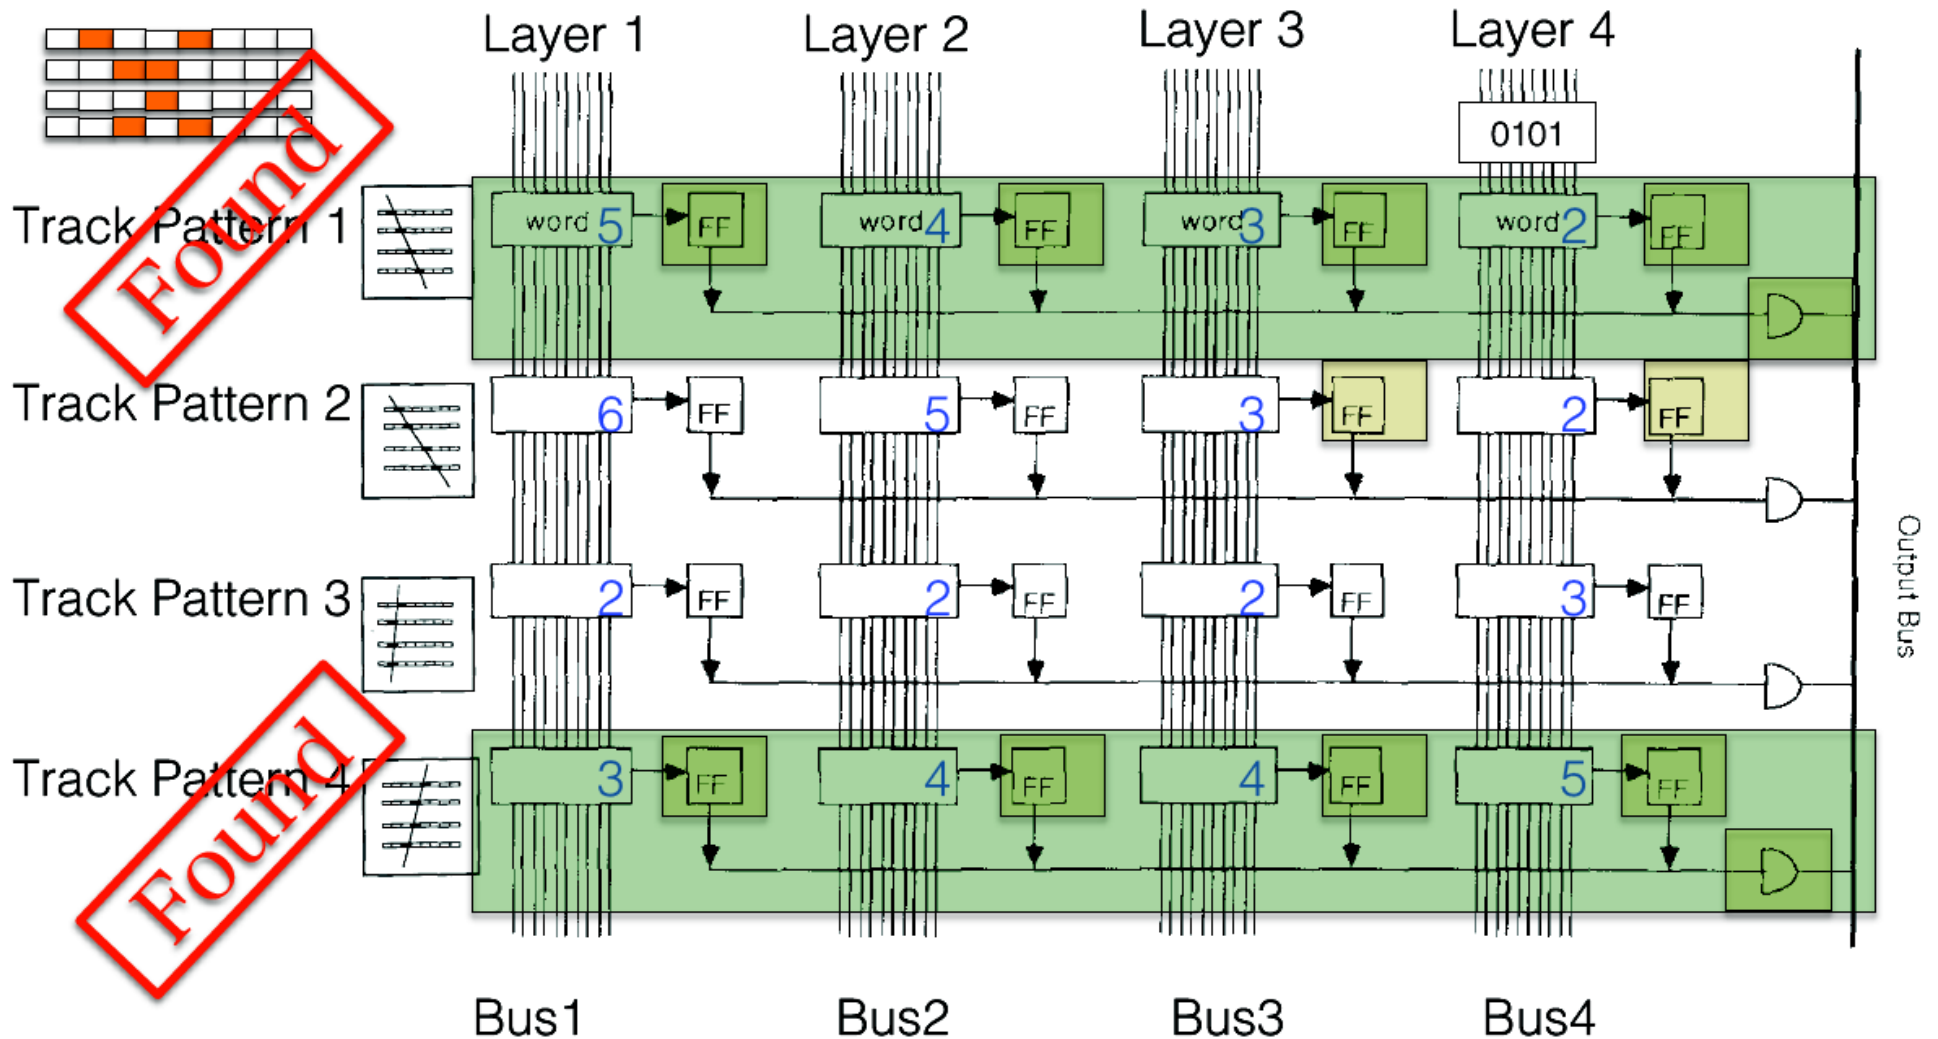 Layer 1 Layer 2 Layer 3 Layer 4
0101
Found
Track Pattern 1 word 5 FF word 4 FF word 3 FF word 2 FF
Track Pattern 2 6 FF 5 FF 3 FF 2 FF
Track Pattern 3 2 FF 2 FF 2 FF 3 FF
Output Bus
Found
Track Pattern 4 3 FF 4 FF 4 FF 5 FF
Bus1 Bus2 Bus3 Bus4